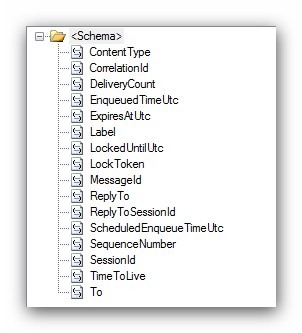 <Schema>
ContentType
CorrelationId
DeliveryCount
EnqueuedTimeUtc
ExpiresAtUtc
Label
LockedUntilUtc
LockToken
MessageId
ReplyTo
ReplyToSessionId
ScheduledEnqueueTimeUtc
SequenceNumber
SessionId
TimeToLive
To